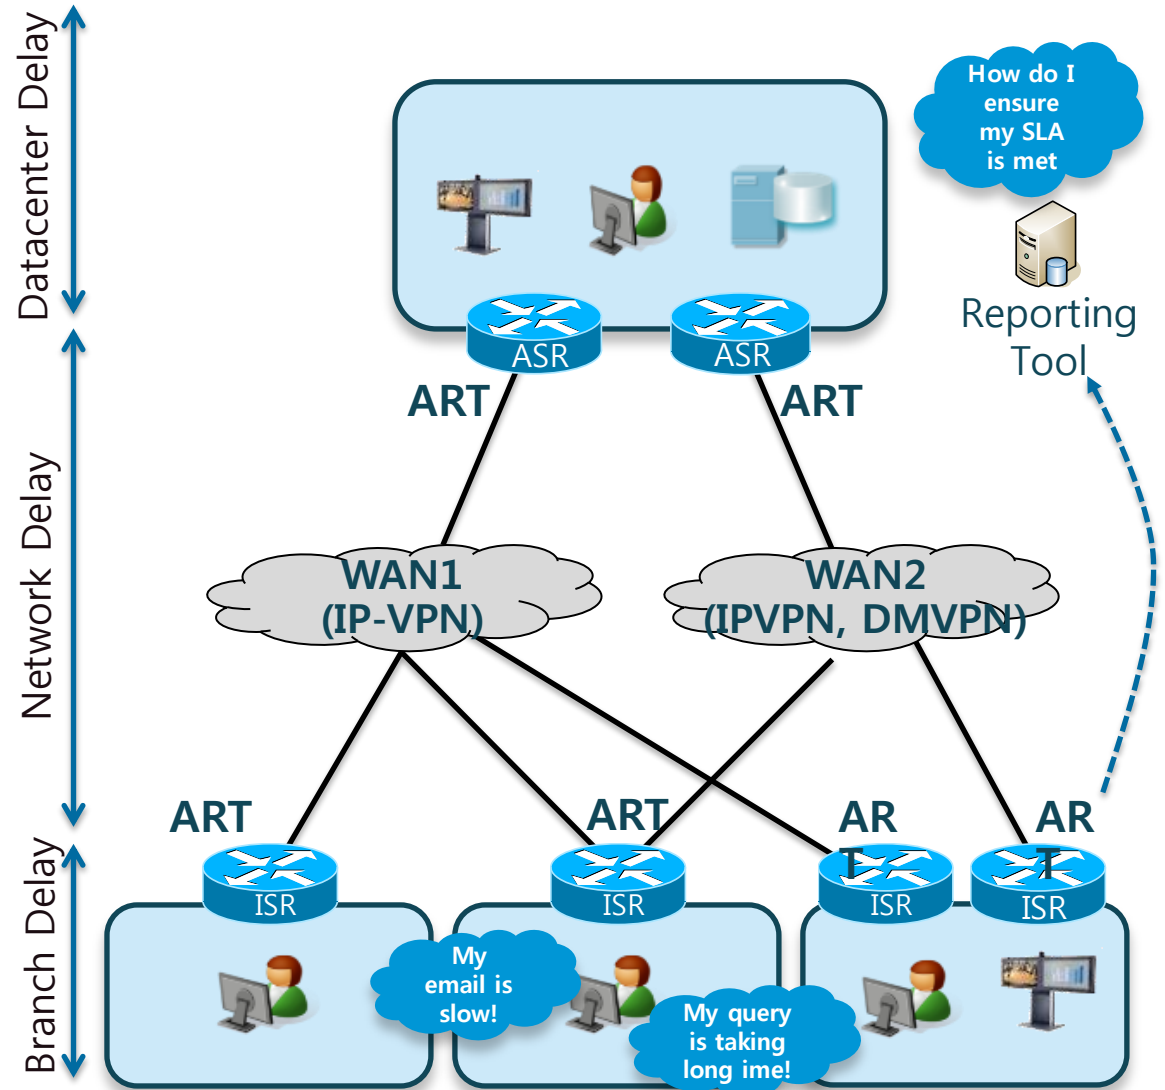 Datacenter Delay
How do I
ensure
my SLA
is met
Reporting
Tool
ASR
ASR
ART
ART
Network Delay
WAN1
(IP-VPN)
WAN2
(IPVPN, DMVPN)
ART
ART
AR
T
AR
T
Branch Delay
ISR
ISR
ISR
ISR
My
email is
slow!
My query
is taking
long ime!